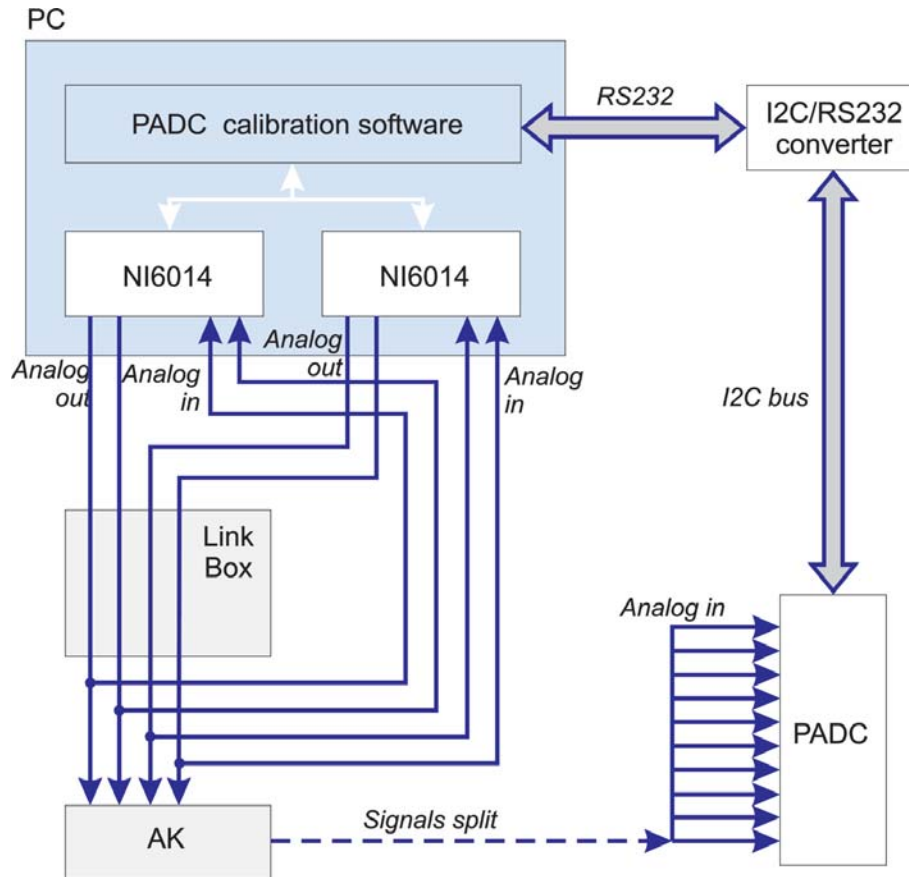 PC
PADC calibration software
RS232
I2C/RS232
converter
NI6014
NI6014
Analog
out
Analog
in
Analog
out
Analog
in
I2C bus
Link
Box
Analog in
PADC
AK
Signals split